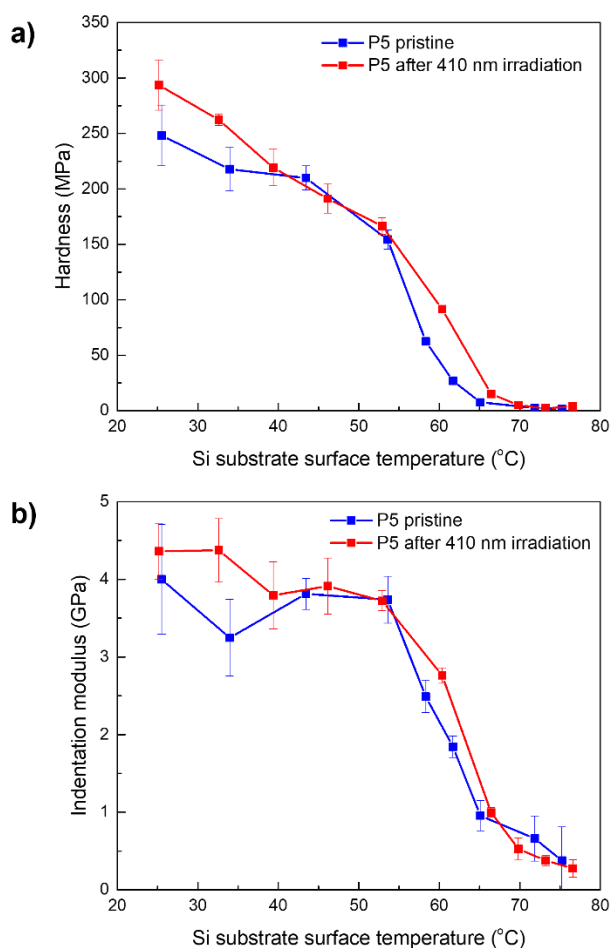 a)
P5 pristine
P5 after 410 nm irradiation
350
300
250
200
150
100
50
0
Hardness (MPa)
20 30 40 50 60 70 80
Si substrate surface temperature (°C)
b)
P5 pristine
P5 after 410 nm irradiation
5
4
3
2
1
0
Indentation modulus (GPa)
20 30 40 50 60 70 80
Si substrate surface temperature (°C)